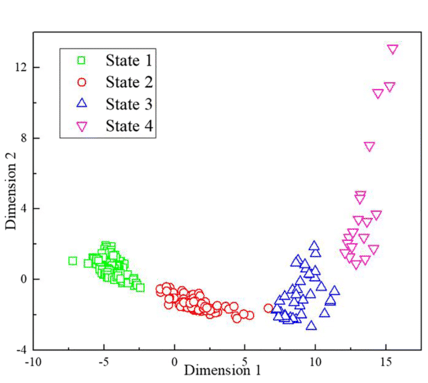 State 1
State 2
State 3
State 4
12
8
4
0
-4
-10
-5
0
5
10
15
Dimension 2
Dimension 1